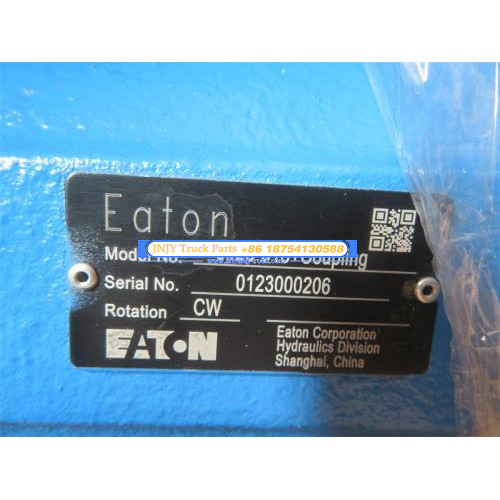 Eaton
Model No. Coupling
JNJY Truck Parts +86 18754130588
Serial No. 0123000206
Rotation CW
EATON
Eaton Corporation
Hydraulics Division
Shanghai, China